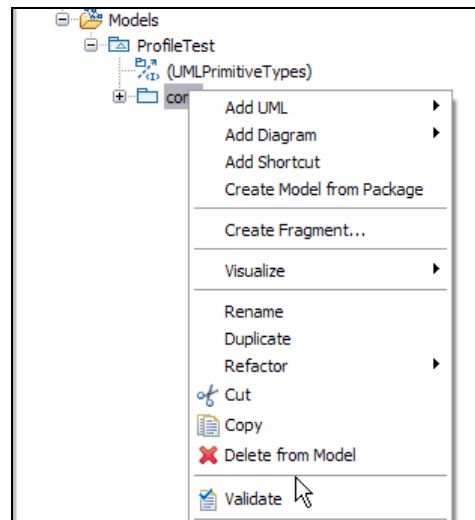 Models
ProfileTest
(UMLPrimitiveTypes)
Add UML
Add Diagram
Add Shortcut
Create Model from Package
Create Fragment...
Visualize
Rename
Duplicate
Refactor
Cut
Copy
Delete from Model
Validate